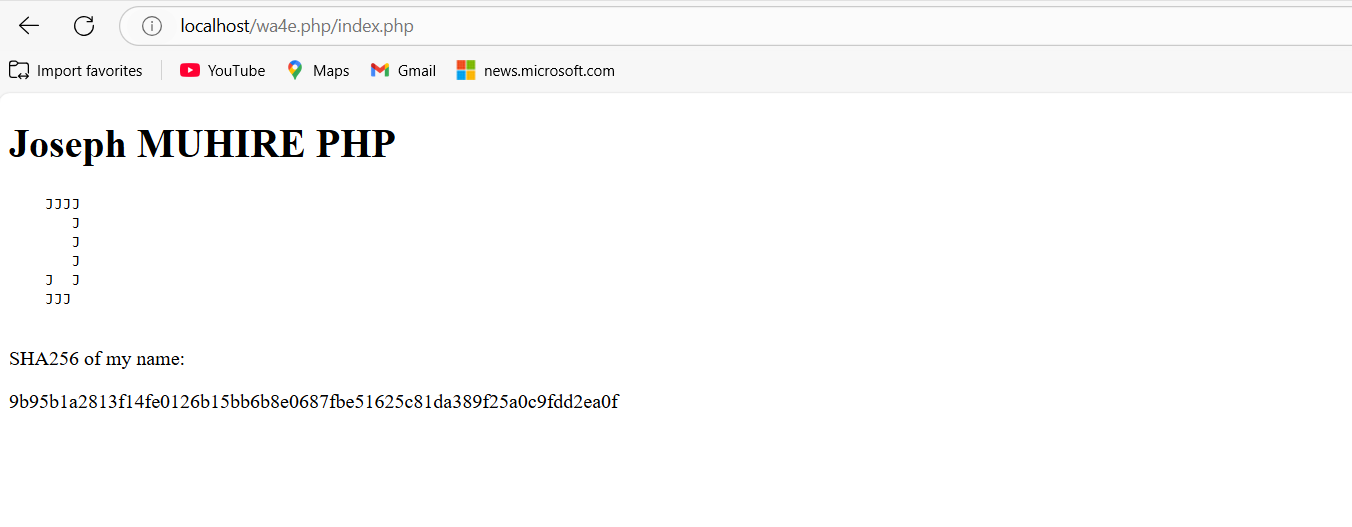 localhost/wa4e.php/index.php
Import favorites YouTube Maps Gmail news.microsoft.com
Joseph MUHIRE PHP
JJJJ
J
J
J
J J
JJJ
SHA256 of my name:
9b95b1a2813f14fe0126b15bb6b8e0687fbe51625c81da389f25a0c9fdd2ea0f